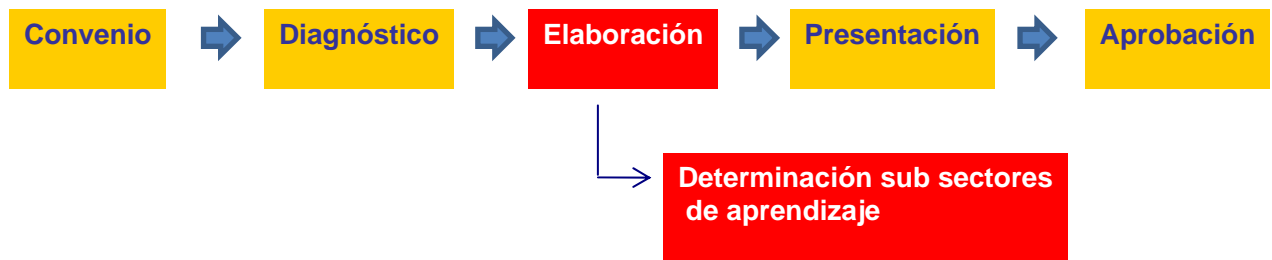 Convenio
Diagnóstico
Elaboración
Presentación
Aprobación
Determinación sub sectores
de aprendizaje